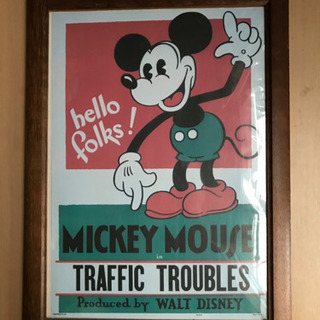 hello
folks!
MICKEY MOUSE
in
TRAFFIC TROUBLES
Produced by WALT DISNEY